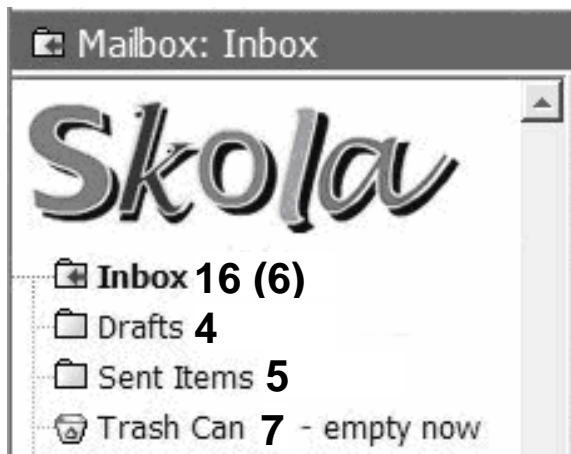 Mailbox: Inbox
Skola
Inbox 16 (6)
Drafts 4
Sent Items 5
Trash Can 7 - empty now